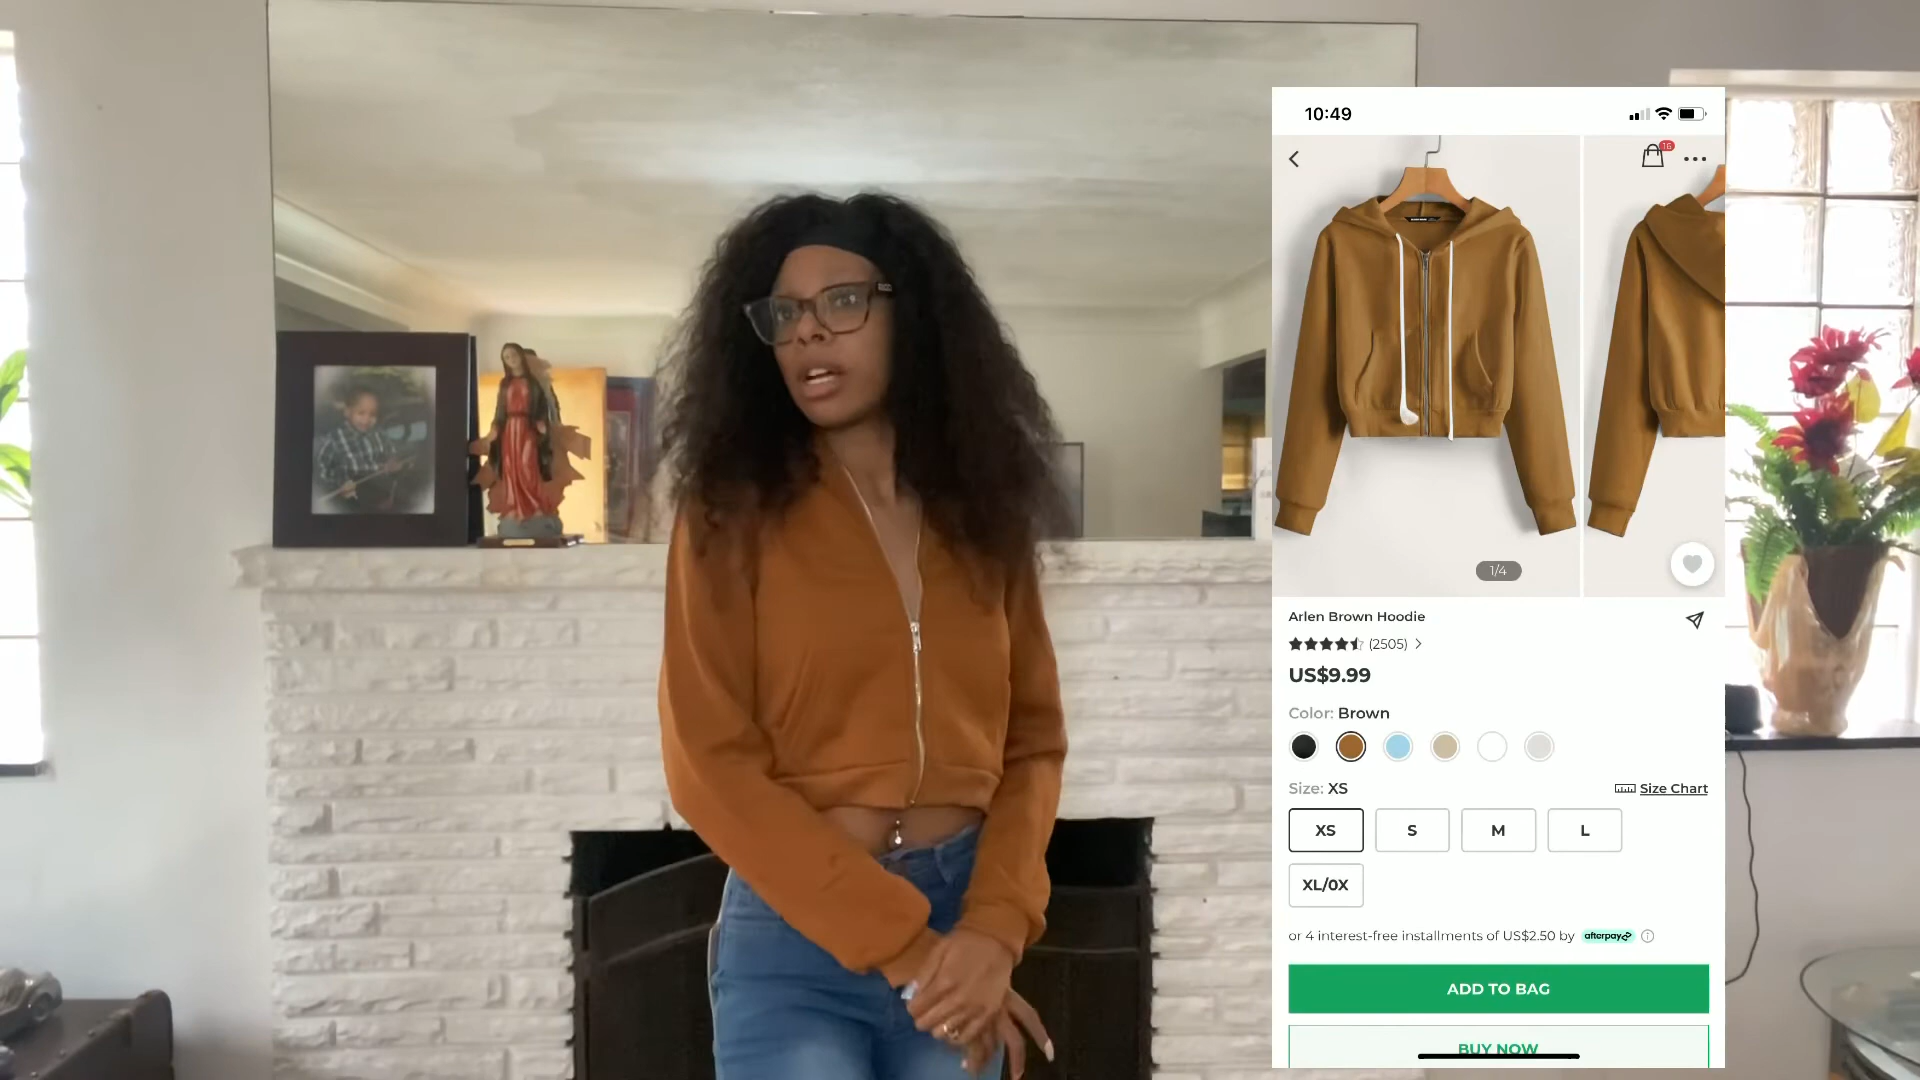 10:49
16
1/4
Arlen Brown Hoodie
(2505)
US$9.99
Color: Brown
Size: XS
Size Chart
XS
S
M
L
XL/0X
or 4 interest-free installments of US$2.50 by afterpay
ADD TO BAG
BUY NOW